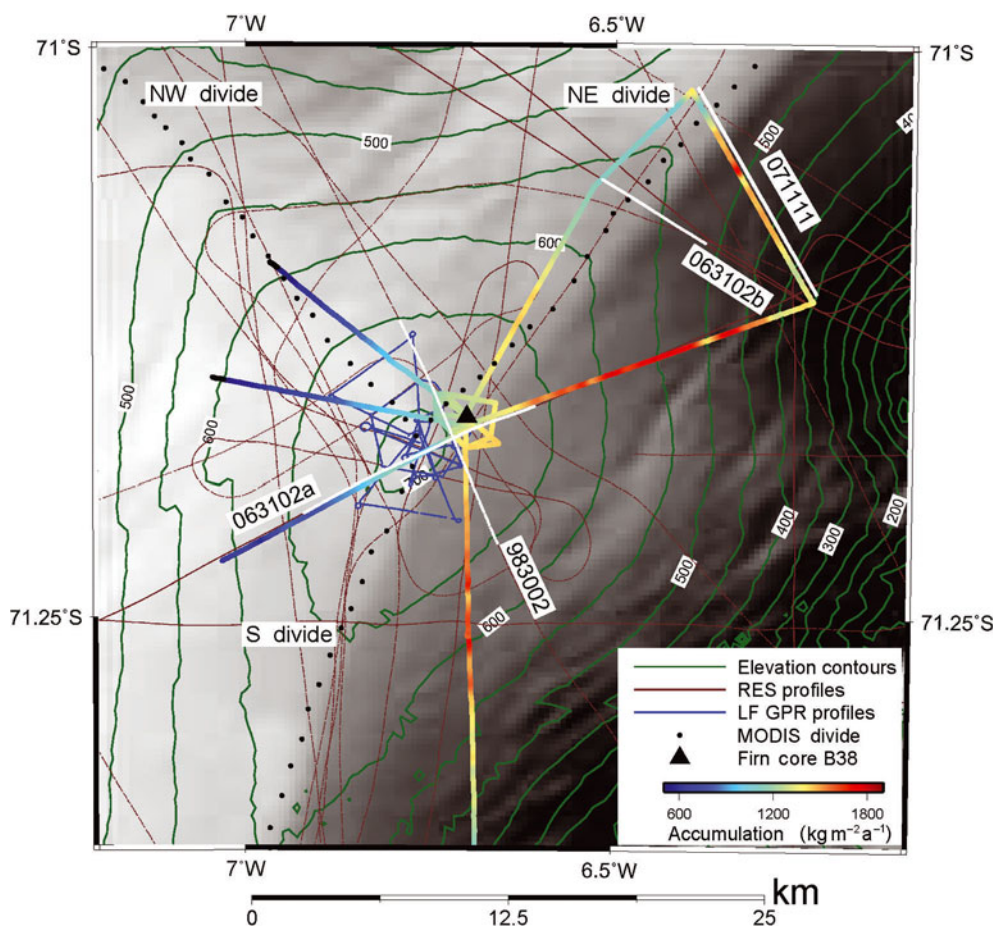 7°W 6.5°W
71°S 71°S
NW divide NE divide
500
500
071111
600
063102b
500
600
700
063102a
983002
400
300
200
500
600
71.25°S 71.25°S
S divide
Elevation contours
RES profiles
LF GPR profiles
MODIS divide
Firn core B38
600 1200 1800
Accumulation (kg m⁻² a⁻¹)
7°W 6.5°W
km
0 12.5 25